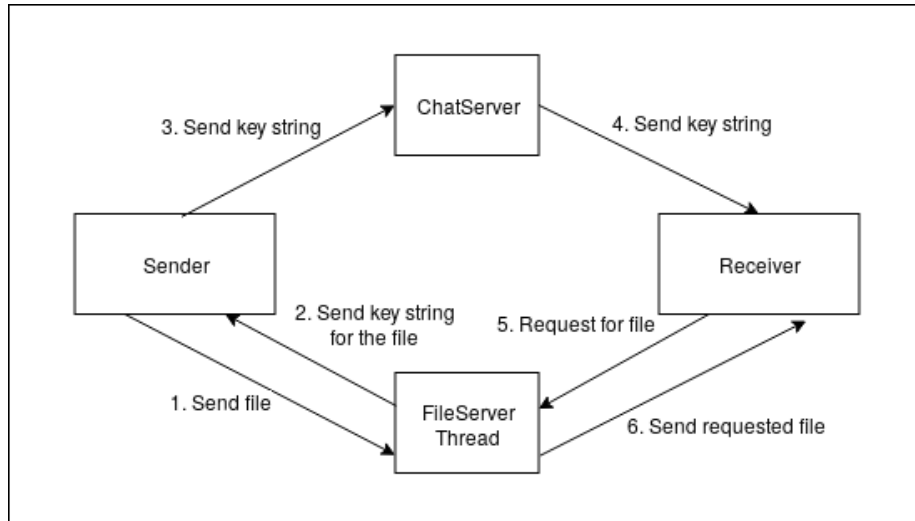 ChatServer
3. Send key string
4. Send key string
Sender
Receiver
2. Send key string
for the file
5. Request for file
1. Send file
FileServer
Thread
6. Send requested file